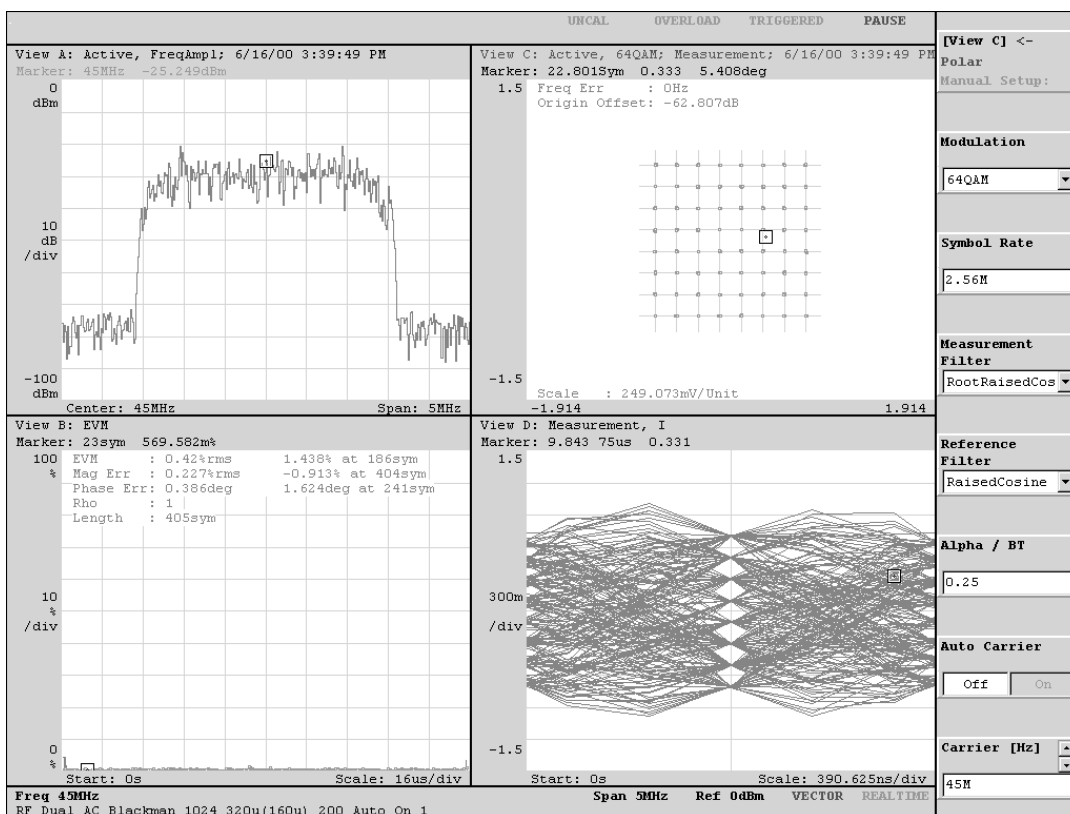 UNCAL OVERLOAD TRIGGERED PAUSE
View A: Active, FreqAmpl; 6/16/00 3:39:49 PM
Marker: 45MHz -25.249dBm
0
dBm
10
dB
/div
-100
dBm
Center: 45MHz Span: 5MHz
View C: Active, 64QAM; Measurement; 6/16/00 3:39:49 PM
Marker: 22.801Sym 0.333 5.408deg
1.5
Freq Err : 0Hz
Origin Offset: -62.807dB
-1.5
Scale : 249.073mV/Unit
-1.914 1.914
View B: EVM
Marker: 23sym 569.582m%
100
%
EVM : 0.42%rms 1.438% at 186sym
Mag Err : 0.227%rms -0.913% at 404sym
Phase Err: 0.386deg 1.624deg at 241sym
Rho : 1
Length : 405sym
10
%
/div
0
%
Start: 0s Scale: 16us/div
View D: Measurement, I
Marker: 9.843 75us 0.331
1.5
300m
/div
-1.5
Start: 0s Scale: 390.625ns/div
Freq 45MHz Span 5MHz Ref 0dBm VECTOR REALTIME
RF Dual AC Blackman 1024 320u(160u) 200 Auto On 1
[View C] <-
Polar
Manual Setup:
Modulation
64QAM
Symbol Rate
2.56M
Measurement
Filter
RootRaisedCos
Reference
Filter
RaisedCosine
Alpha / BT
0.25
Auto Carrier
Off On
Carrier [Hz]
45M